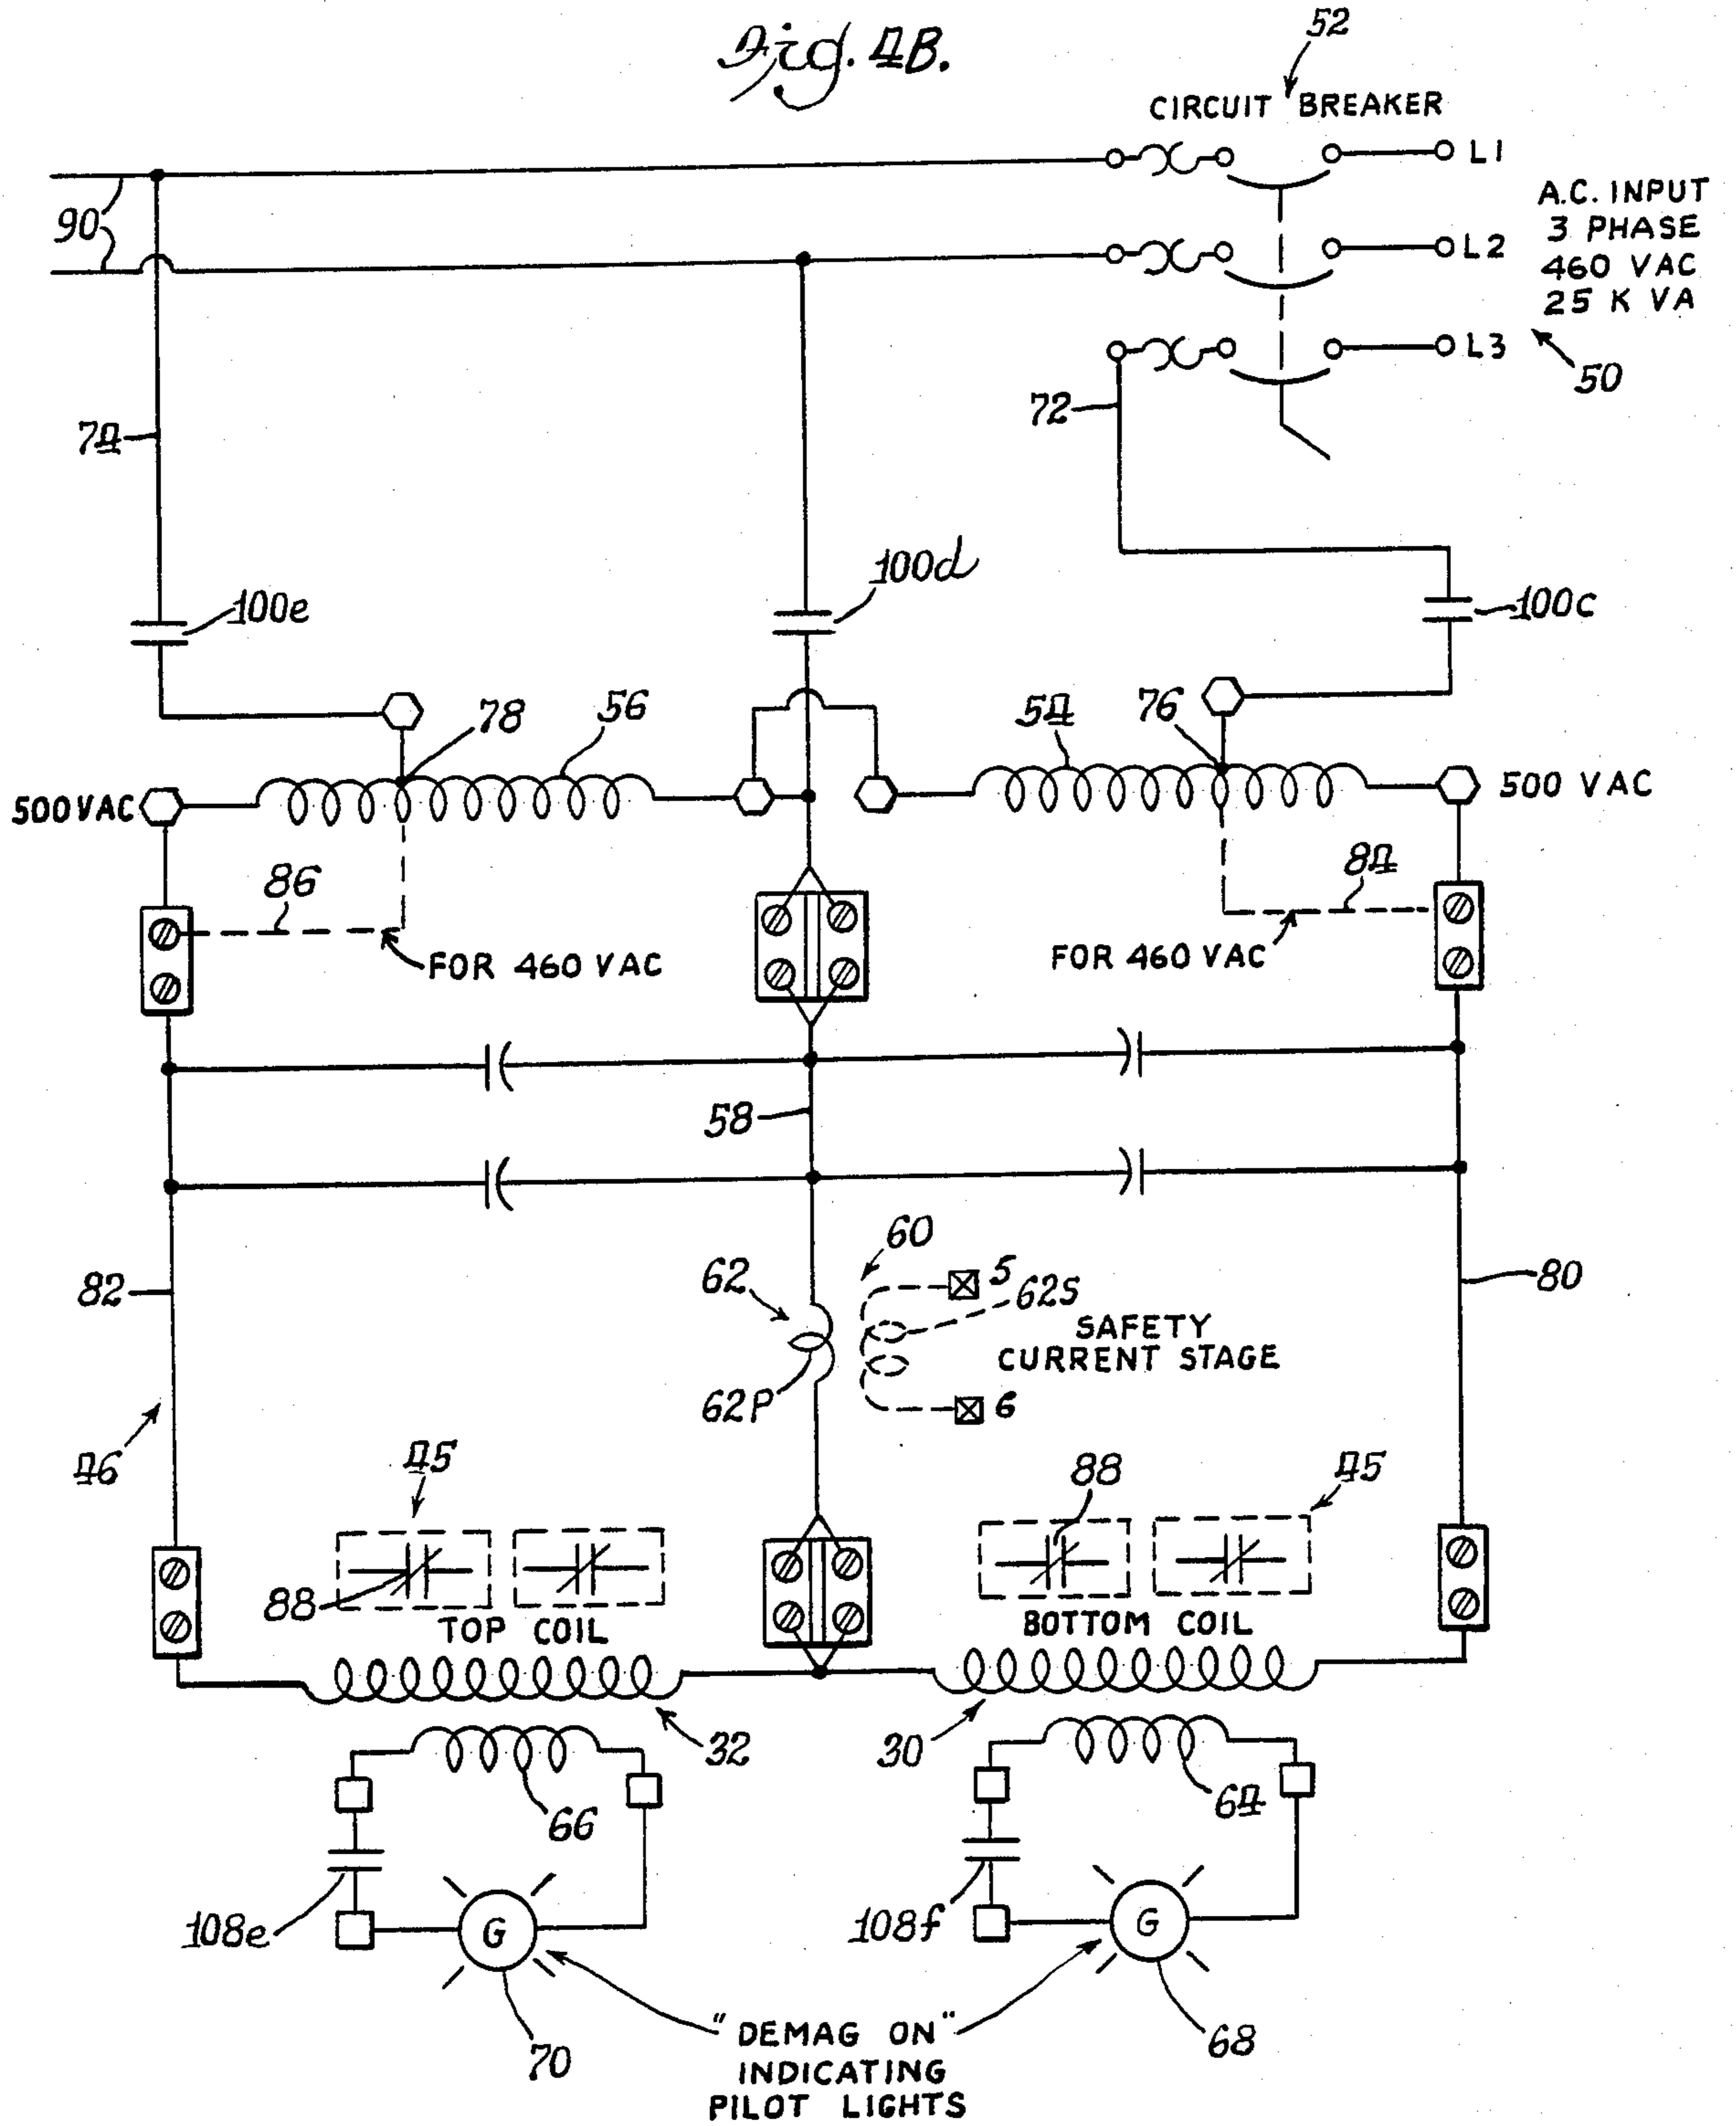 Fig. 4B.
52
CIRCUIT BREAKER
L1
A.C. INPUT
3 PHASE
460 VAC
25 K VA
90
L2
L3
50
74
72
100e
100d
100c
78
56
54
76
500 VAC
500 VAC
86
84
FOR 460 VAC
FOR 460 VAC
58
82
60
62
5
62S
80
SAFETY
CURRENT STAGE
62P
6
46
45
88
45
88
TOP COIL
BOTTOM COIL
32
30
66
64
108e
G
108f
G
70
"DEMAG ON"
INDICATING
PILOT LIGHTS
68